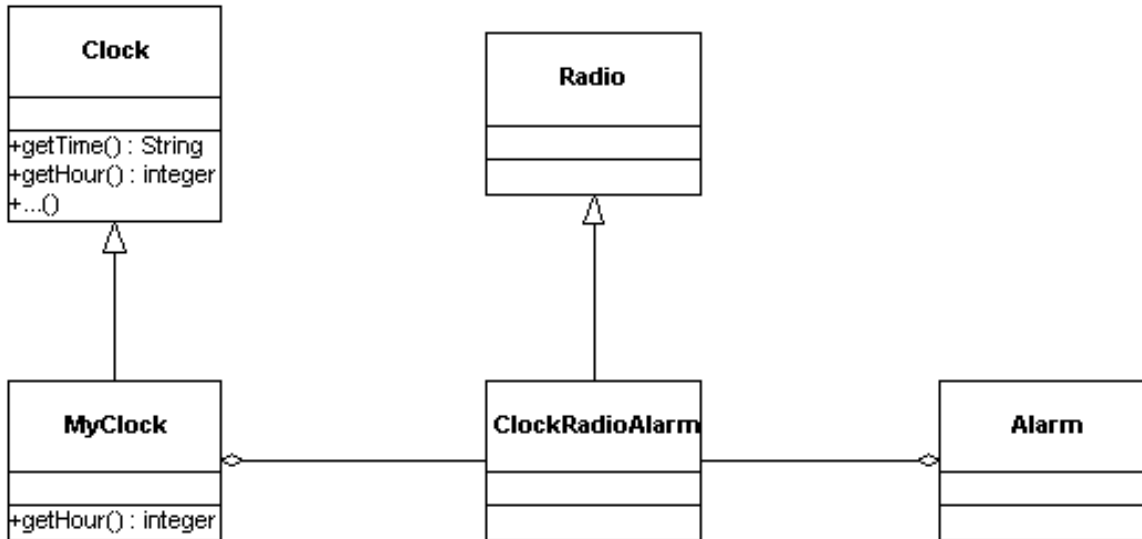 Clock
+getTime() : String
+getHour() : integer
+...()
Radio
MyClock
+getHour() : integer
ClockRadioAlarm
Alarm